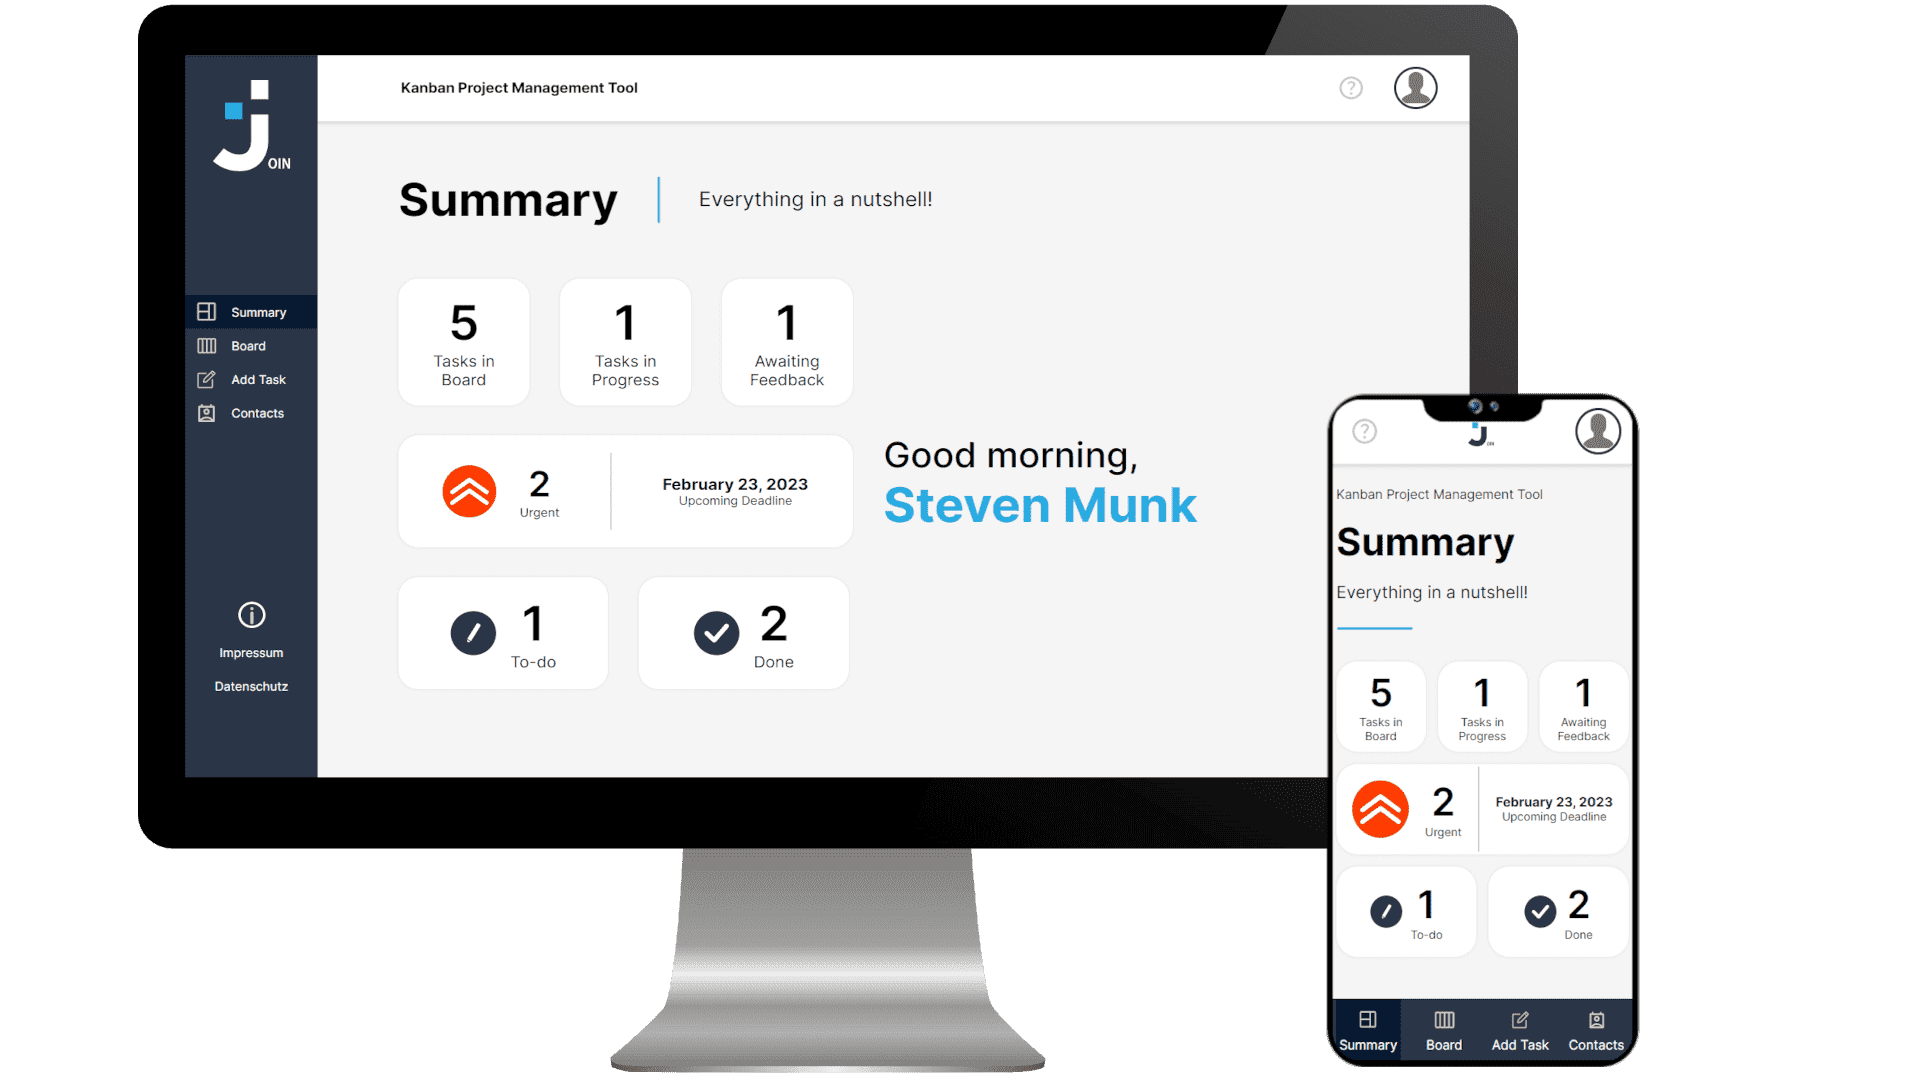 Kanban Project Management Tool
OIN
Summary
Everything in a nutshell!
Summary
Board
Add Task
Contacts
Impressum
Datenschutz
5
Tasks in
Board
1
Tasks in
Progress
1
Awaiting
Feedback
2
Urgent
February 23, 2023
Upcoming Deadline
1
To-do
2
Done
Good morning,
Steven Munk
Kanban Project Management Tool
Summary
Everything in a nutshell!
5
Tasks in
Board
1
Tasks in
Progress
1
Awaiting
Feedback
2
Urgent
February 23, 2023
Upcoming Deadline
1
To-do
2
Done
Summary Board Add Task Contacts